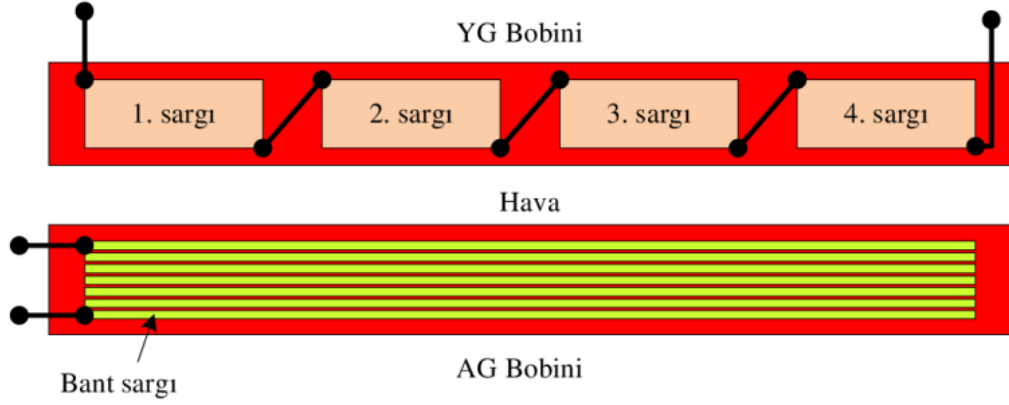 YG Bobini
1. sargı
2. sargı
3. sargı
4. sargı
Hava
Bant sargı
AG Bobini